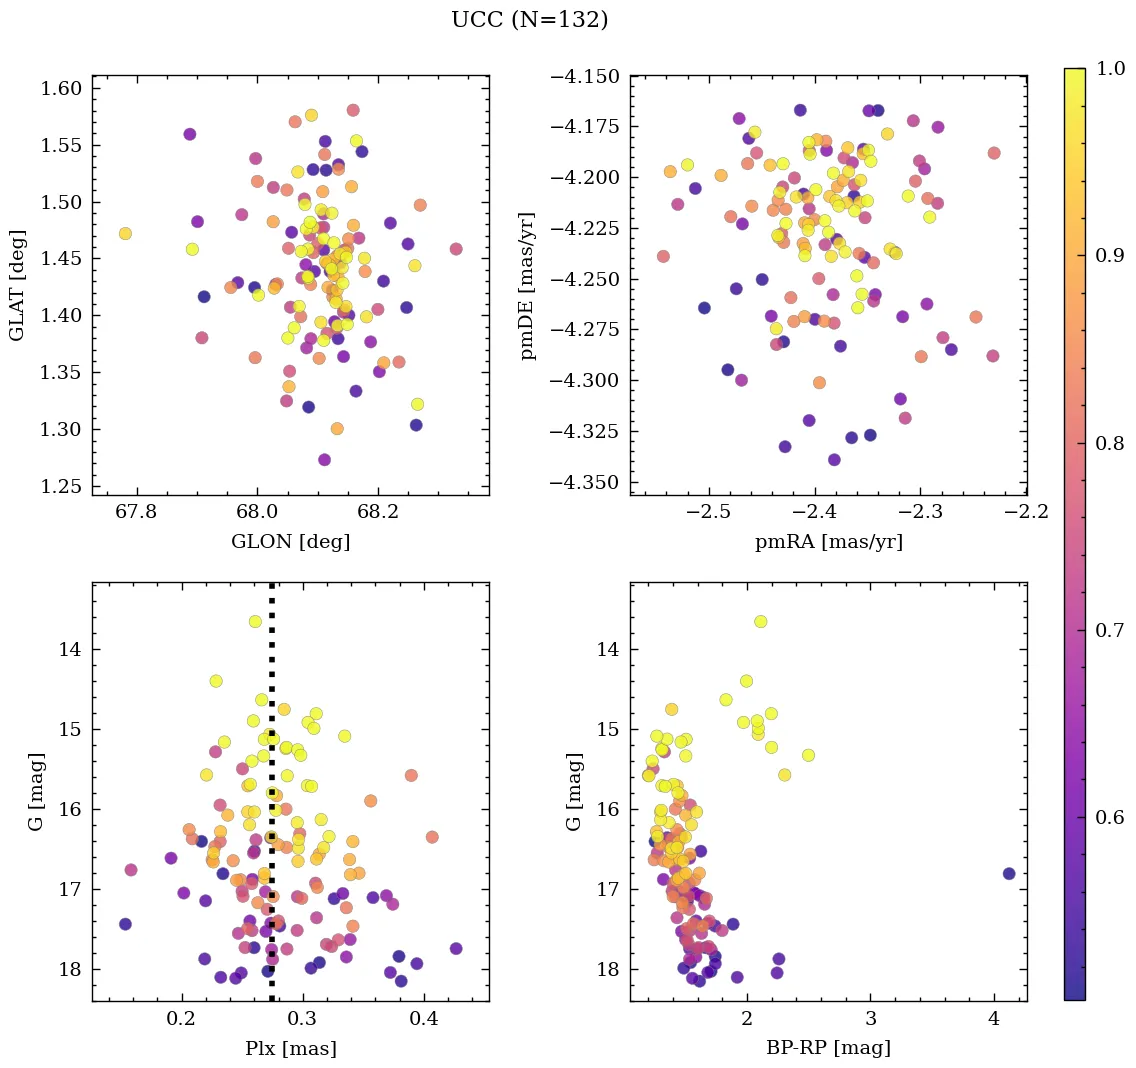 UCC (N=132)
1.60
1.55
1.50
1.45
1.40
1.35
1.30
1.25
GLAT [deg]
67.8 68.0 68.2
GLON [deg]
−4.150
−4.175
−4.200
−4.225
−4.250
−4.275
−4.300
−4.325
−4.350
pmDE [mas/yr]
−2.5 −2.4 −2.3 −2.2
pmRA [mas/yr]
14
15
16
17
18
G [mag]
0.2 0.3 0.4
Plx [mas]
14
15
16
17
18
G [mag]
2 3 4
BP-RP [mag]
1.0
0.9
0.8
0.7
0.6